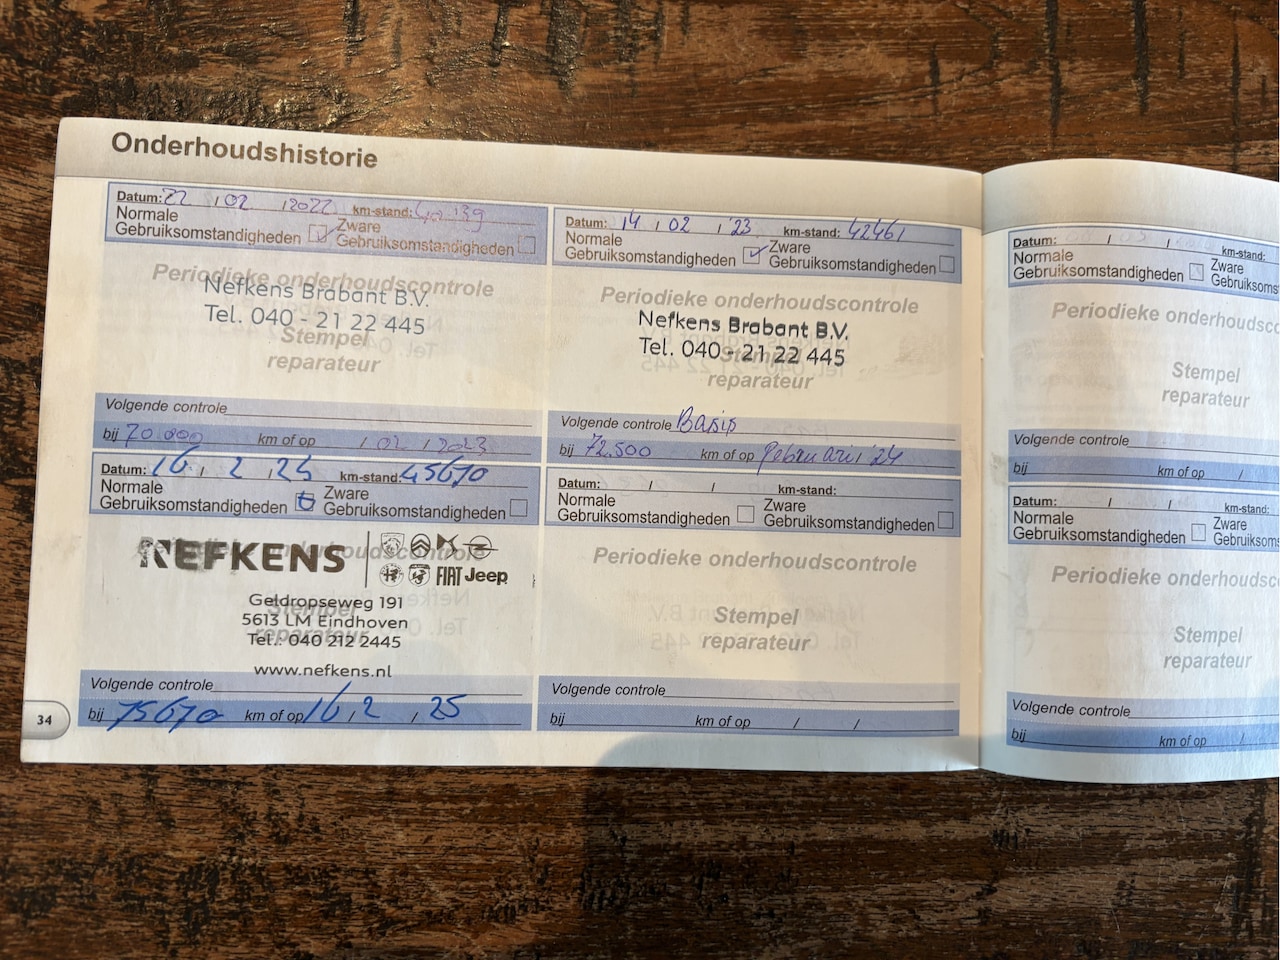 Onderhoudshistorie
Datum: 22 / 02 / 2022 km-stand:
Normale Gebruiksomstandigheden Zware Gebruiksomstandigheden
Periodieke onderhoudscontrole
Nefkens Brabant B.V.
Tel. 040 - 21 22 445
Stempel
reparateur
Volgende controle
bij 70.000 km of op / 02 / 2023
Datum: 14 / 02 / '23 km-stand: 42461
Normale Gebruiksomstandigheden Zware Gebruiksomstandigheden
Periodieke onderhoudscontrole
Nefkens Brabant B.V.
Tel. 040 - 21 22 445
Stempel
reparateur
Volgende controle Basis
bij 72.500 km of op februari '24
Datum: 16 / 2 / km-stand: 45670
Normale Gebruiksomstandigheden Zware Gebruiksomstandigheden
Periodieke onderhoudscontrole
NEFKENS
FIAT Jeep
Stempel
reparateur
Geldropseweg 191
5613 LM Eindhoven
Tel.: 040 212 2445
www.nefkens.nl
Volgende controle
bij 75670 km of op 16 / 2 / 25
Datum: / / km-stand:
Normale Gebruiksomstandigheden Zware Gebruiksomstandigheden
Periodieke onderhoudscontrole
Stempel
reparateur
Volgende controle
bij km of op / /
34
Datum: / / km-stand:
Normale Gebruiksomstandigheden Zware Gebruiksoms
Periodieke onderhoudsc
Stempel
reparateur
Volgende controle
bij km of op /
Datum: / / km-stand:
Normale Gebruiksomstandigheden Zware Gebruiksoms
Periodieke onderhoudsc
Stempel
reparateur
Volgende controle
bij km of op /